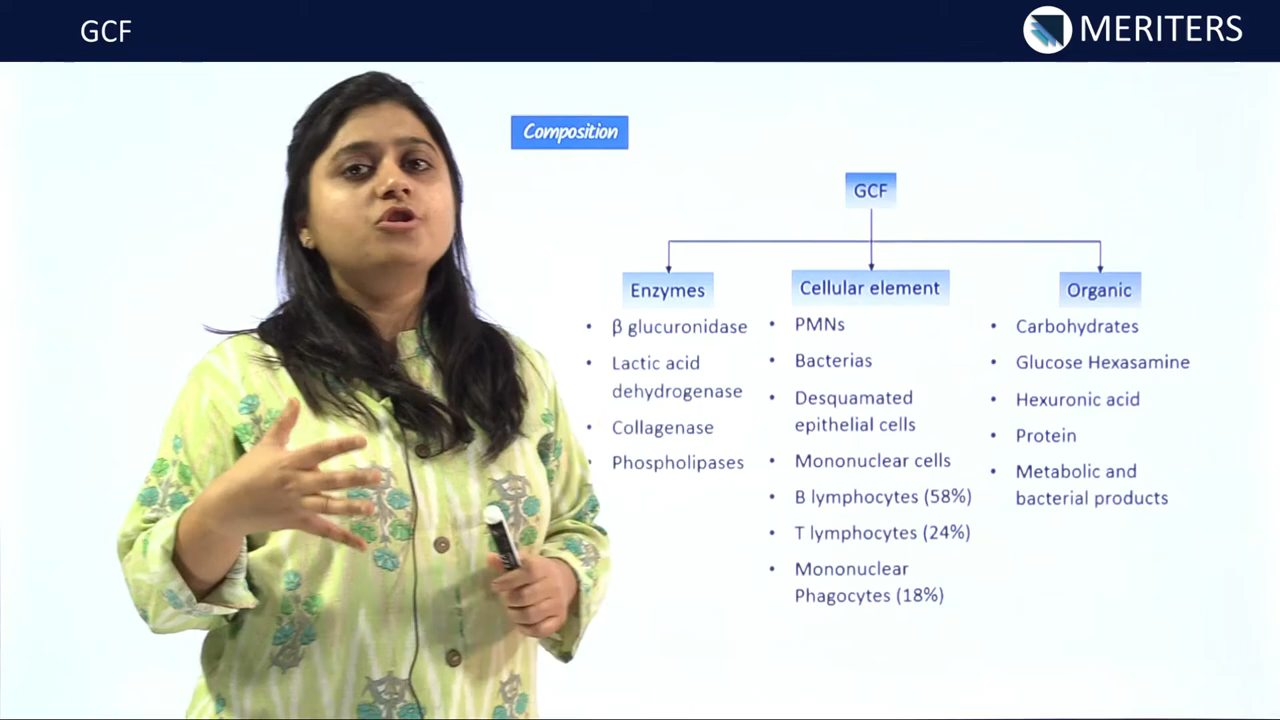 GCF
MERITERS
Composition
GCF
Enzymes
• β glucuronidase
• Lactic acid
dehydrogenase
• Collagenase
• Phospholipases
Cellular element
• PMNs
• Bacterias
• Desquamated
epithelial cells
• Mononuclear cells
• B lymphocytes (58%)
• T lymphocytes (24%)
• Mononuclear
Phagocytes (18%)
Organic
• Carbohydrates
• Glucose Hexasamine
• Hexuronic acid
• Protein
• Metabolic and
bacterial products